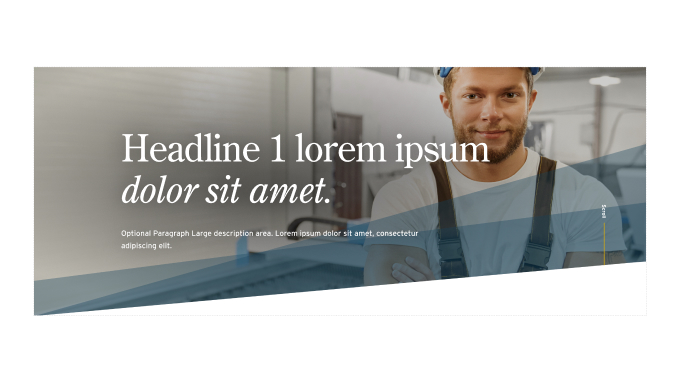 Headline 1 lorem ipsum
dolor sit amet.
Optional Paragraph Large description area. Lorem ipsum dolor sit amet, consectetur
adipiscing elit.
Scroll